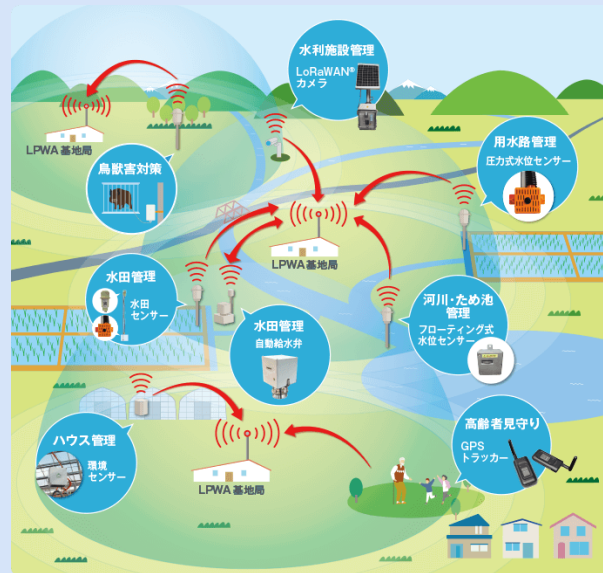 水利施設管理
LoRaWAN®
カメラ
LPWA 基地局
鳥獣害対策
用水路管理
圧力式水位センサー
LPWA 基地局
水田管理
水田
センサー
水田管理
自動給水弁
河川・ため池
管理
フローティング式
水位センサー
ハウス管理
環境
センサー
LPWA 基地局
高齢者見守り
GPS
トラッカー